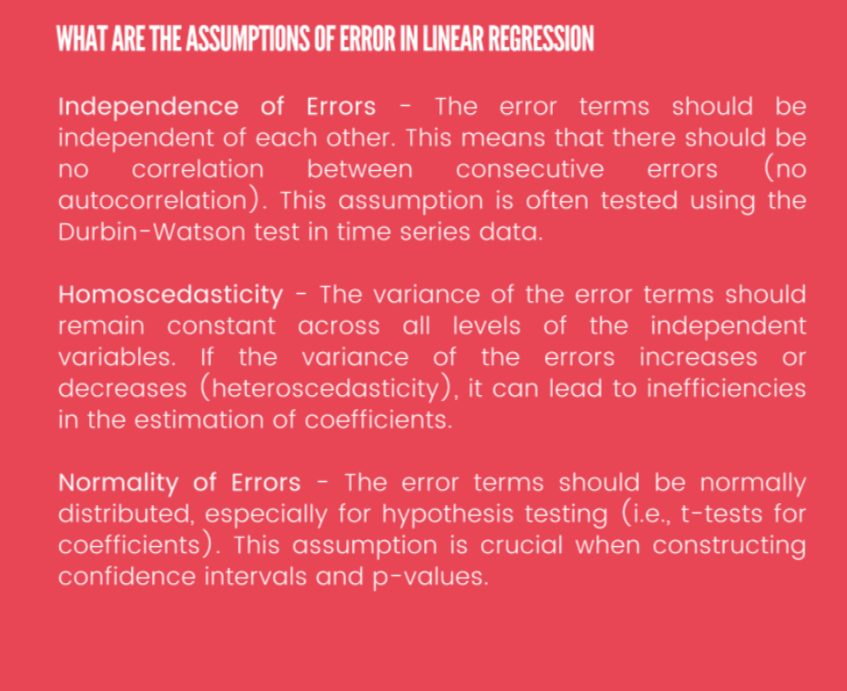 WHAT ARE THE ASSUMPTIONS OF ERROR IN LINEAR REGRESSION
Independence of Errors - The error terms should be
independent of each other. This means that there should be
no correlation between consecutive errors (no
autocorrelation). This assumption is often tested using the
Durbin-Watson test in time series data.
Homoscedasticity - The variance of the error terms should
remain constant across all levels of the independent
variables. If the variance of the errors increases or
decreases (heteroscedasticity), it can lead to inefficiencies
in the estimation of coefficients.
Normality of Errors - The error terms should be normally
distributed, especially for hypothesis testing (i.e., t-tests for
coefficients). This assumption is crucial when constructing
confidence intervals and p-values.